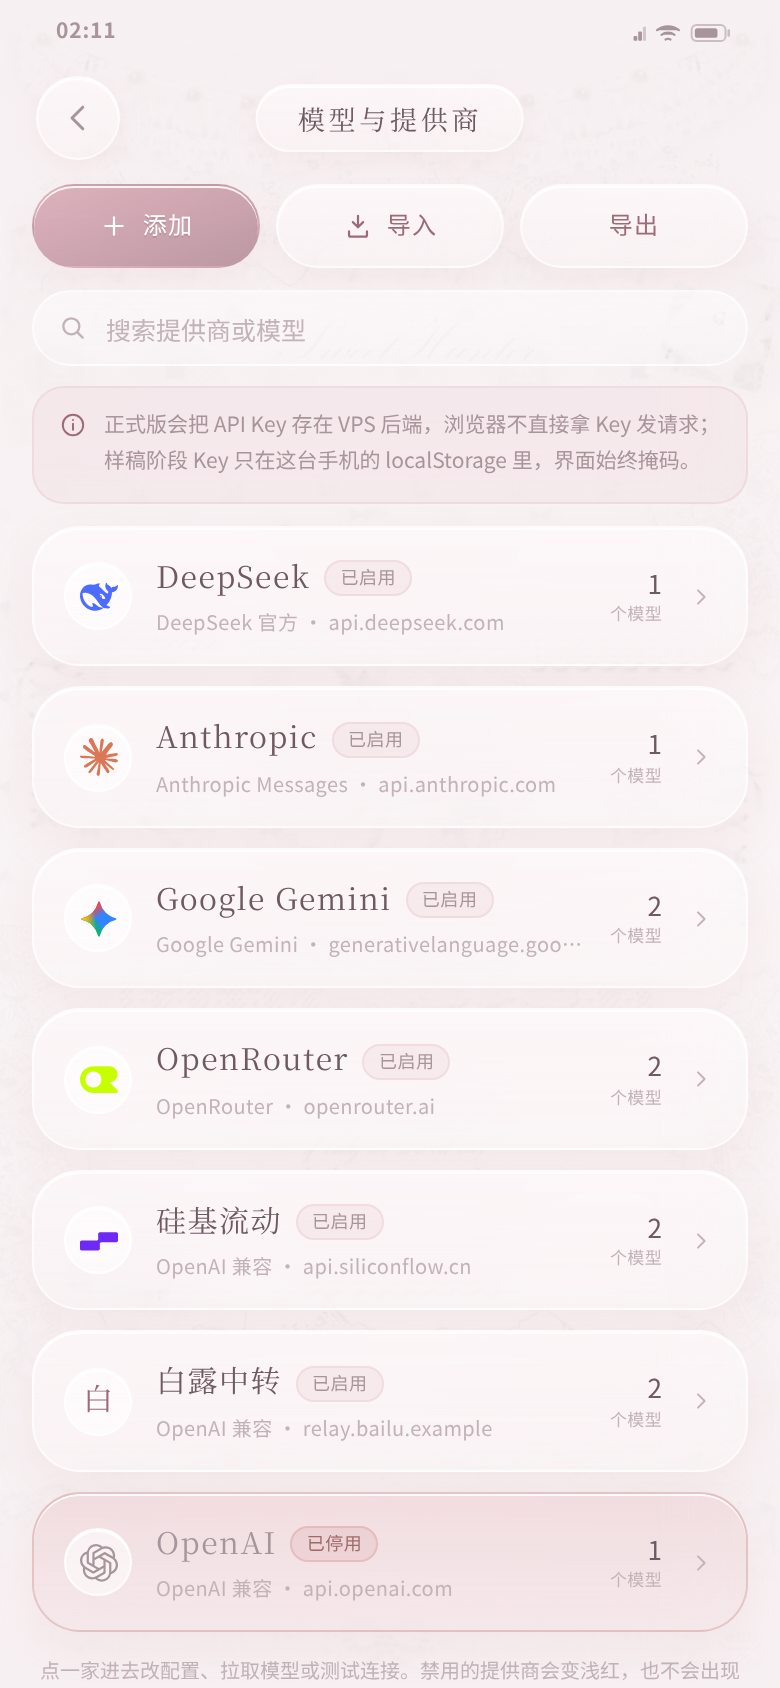 02:11
模型与提供商
添加
导入
导出
搜索提供商或模型
正式版会把 API Key 存在 VPS 后端，浏览器不直接拿 Key 发请求；
样稿阶段 Key 只在这台手机的 localStorage 里，界面始终掩码。
DeepSeek 已启用
DeepSeek 官方 · api.deepseek.com
1
个模型
Anthropic 已启用
Anthropic Messages · api.anthropic.com
1
个模型
Google Gemini 已启用
Google Gemini · generativelanguage.goo…
2
个模型
OpenRouter 已启用
OpenRouter · openrouter.ai
2
个模型
硅基流动 已启用
OpenAI 兼容 · api.siliconflow.cn
2
个模型
白
白露中转 已启用
OpenAI 兼容 · relay.bailu.example
2
个模型
OpenAI 已停用
OpenAI 兼容 · api.openai.com
1
个模型
点一家进去改配置、拉取模型或测试连接。禁用的提供商会变浅红，也不会出现